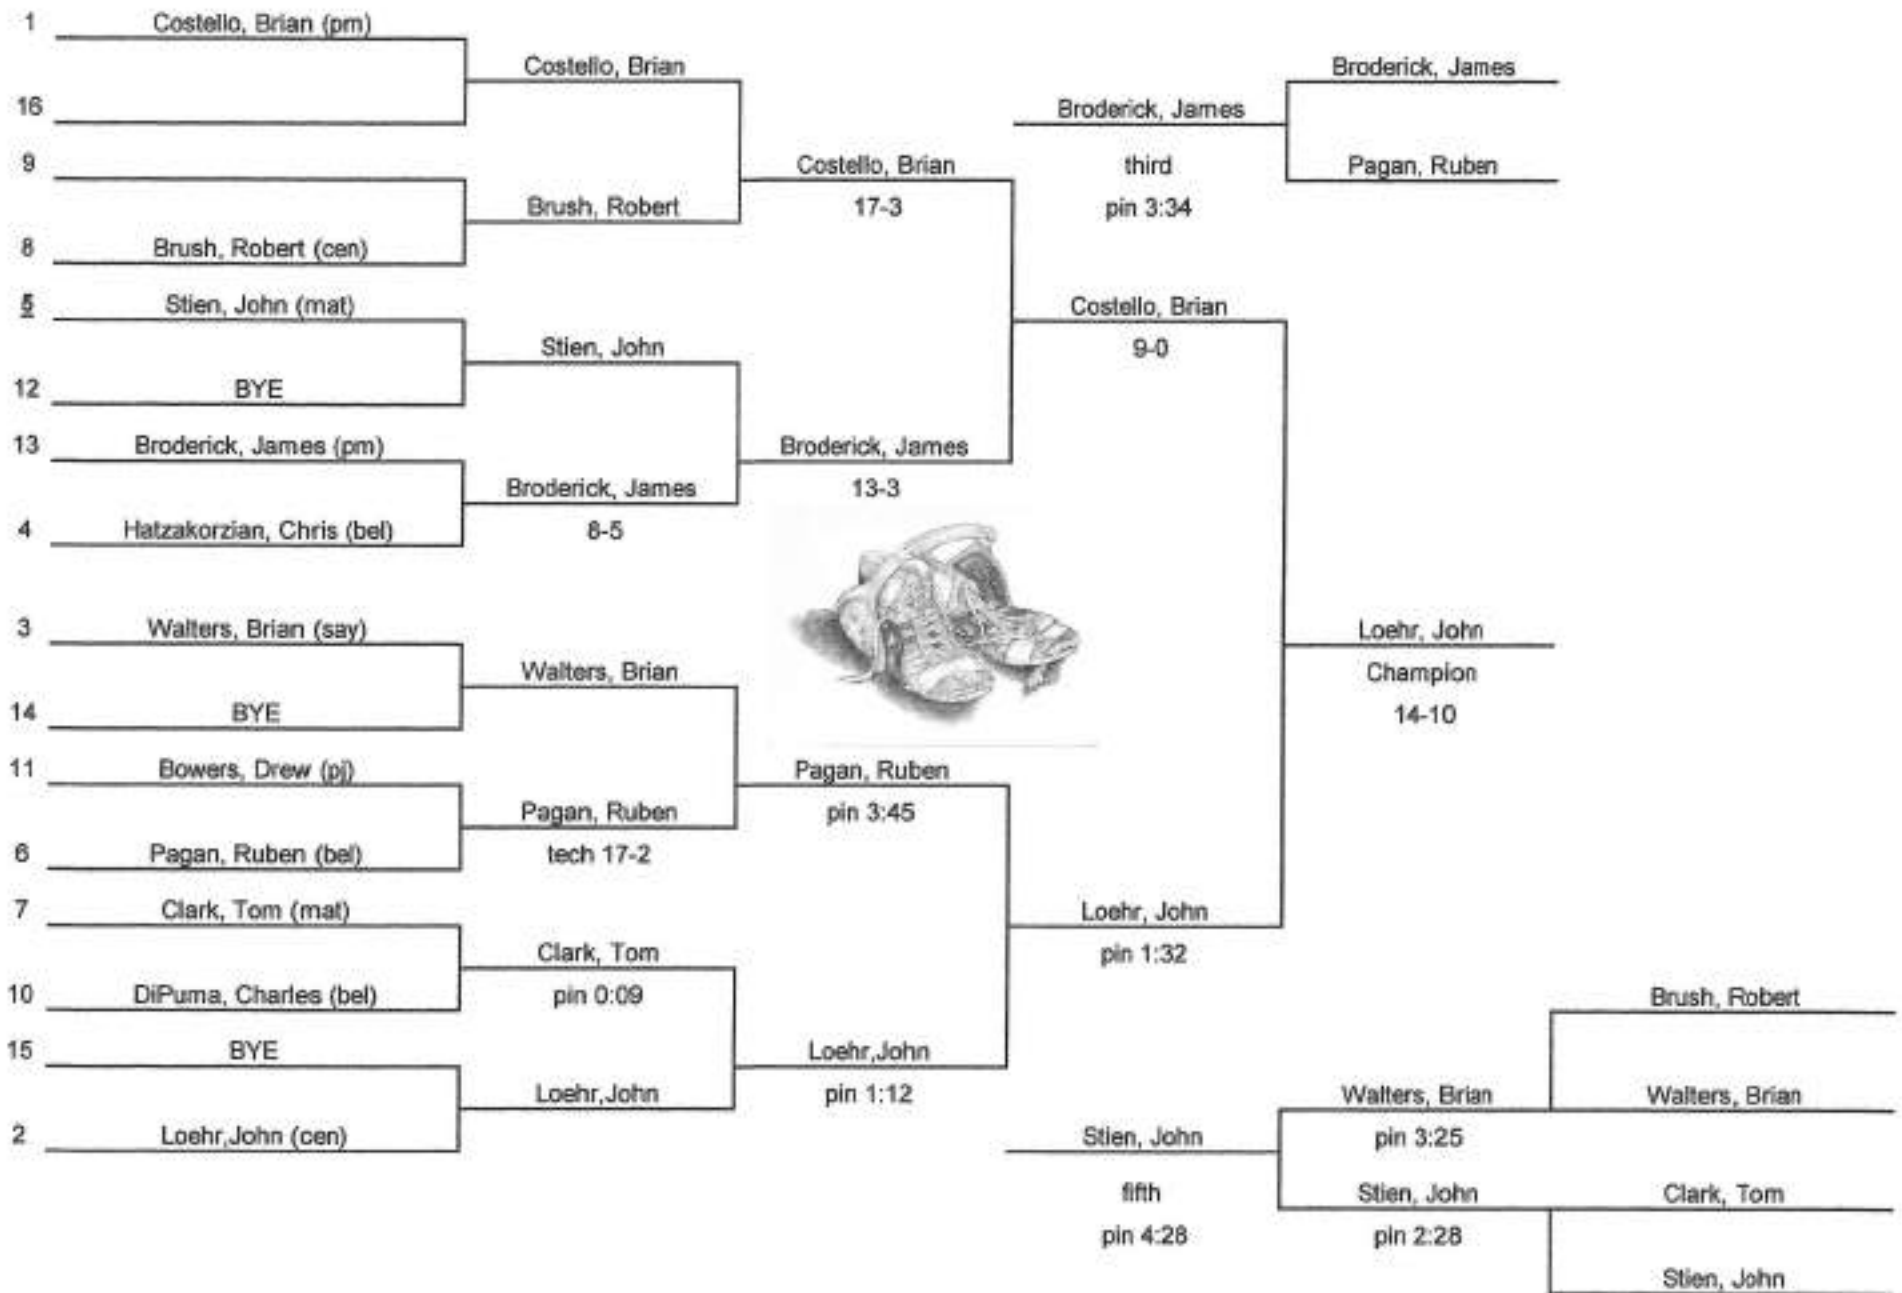 1 Costello, Brian (pm)
16
9
8 Brush, Robert (cen)
5 Stien, John (mat)
12 BYE
13 Broderick, James (pm)
4 Hatzakorzian, Chris (bel)
3 Walters, Brian (say)
14 BYE
11 Bowers, Drew (pj)
6 Pagan, Ruben (bel)
7 Clark, Tom (mat)
10 DiPuma, Charles (bel)
15 BYE
2 Loehr,John (cen)
Costello, Brian
Brush, Robert
Stien, John
Broderick, James
8-5
Walters, Brian
Pagan, Ruben
tech 17-2
Clark, Tom
pin 0:09
Loehr,John
Costello, Brian
17-3
Broderick, James
13-3
Pagan, Ruben
pin 3:45
Loehr,John
pin 1:12
Costello, Brian
9-0
Loehr, John
pin 1:32
Loehr, John
Champion
14-10
Broderick, James
Pagan, Ruben
Broderick, James
third
pin 3:34
Brush, Robert
Walters, Brian
Clark, Tom
Stien, John
Walters, Brian
pin 3:25
Stien, John
pin 2:28
Stien, John
fifth
pin 4:28